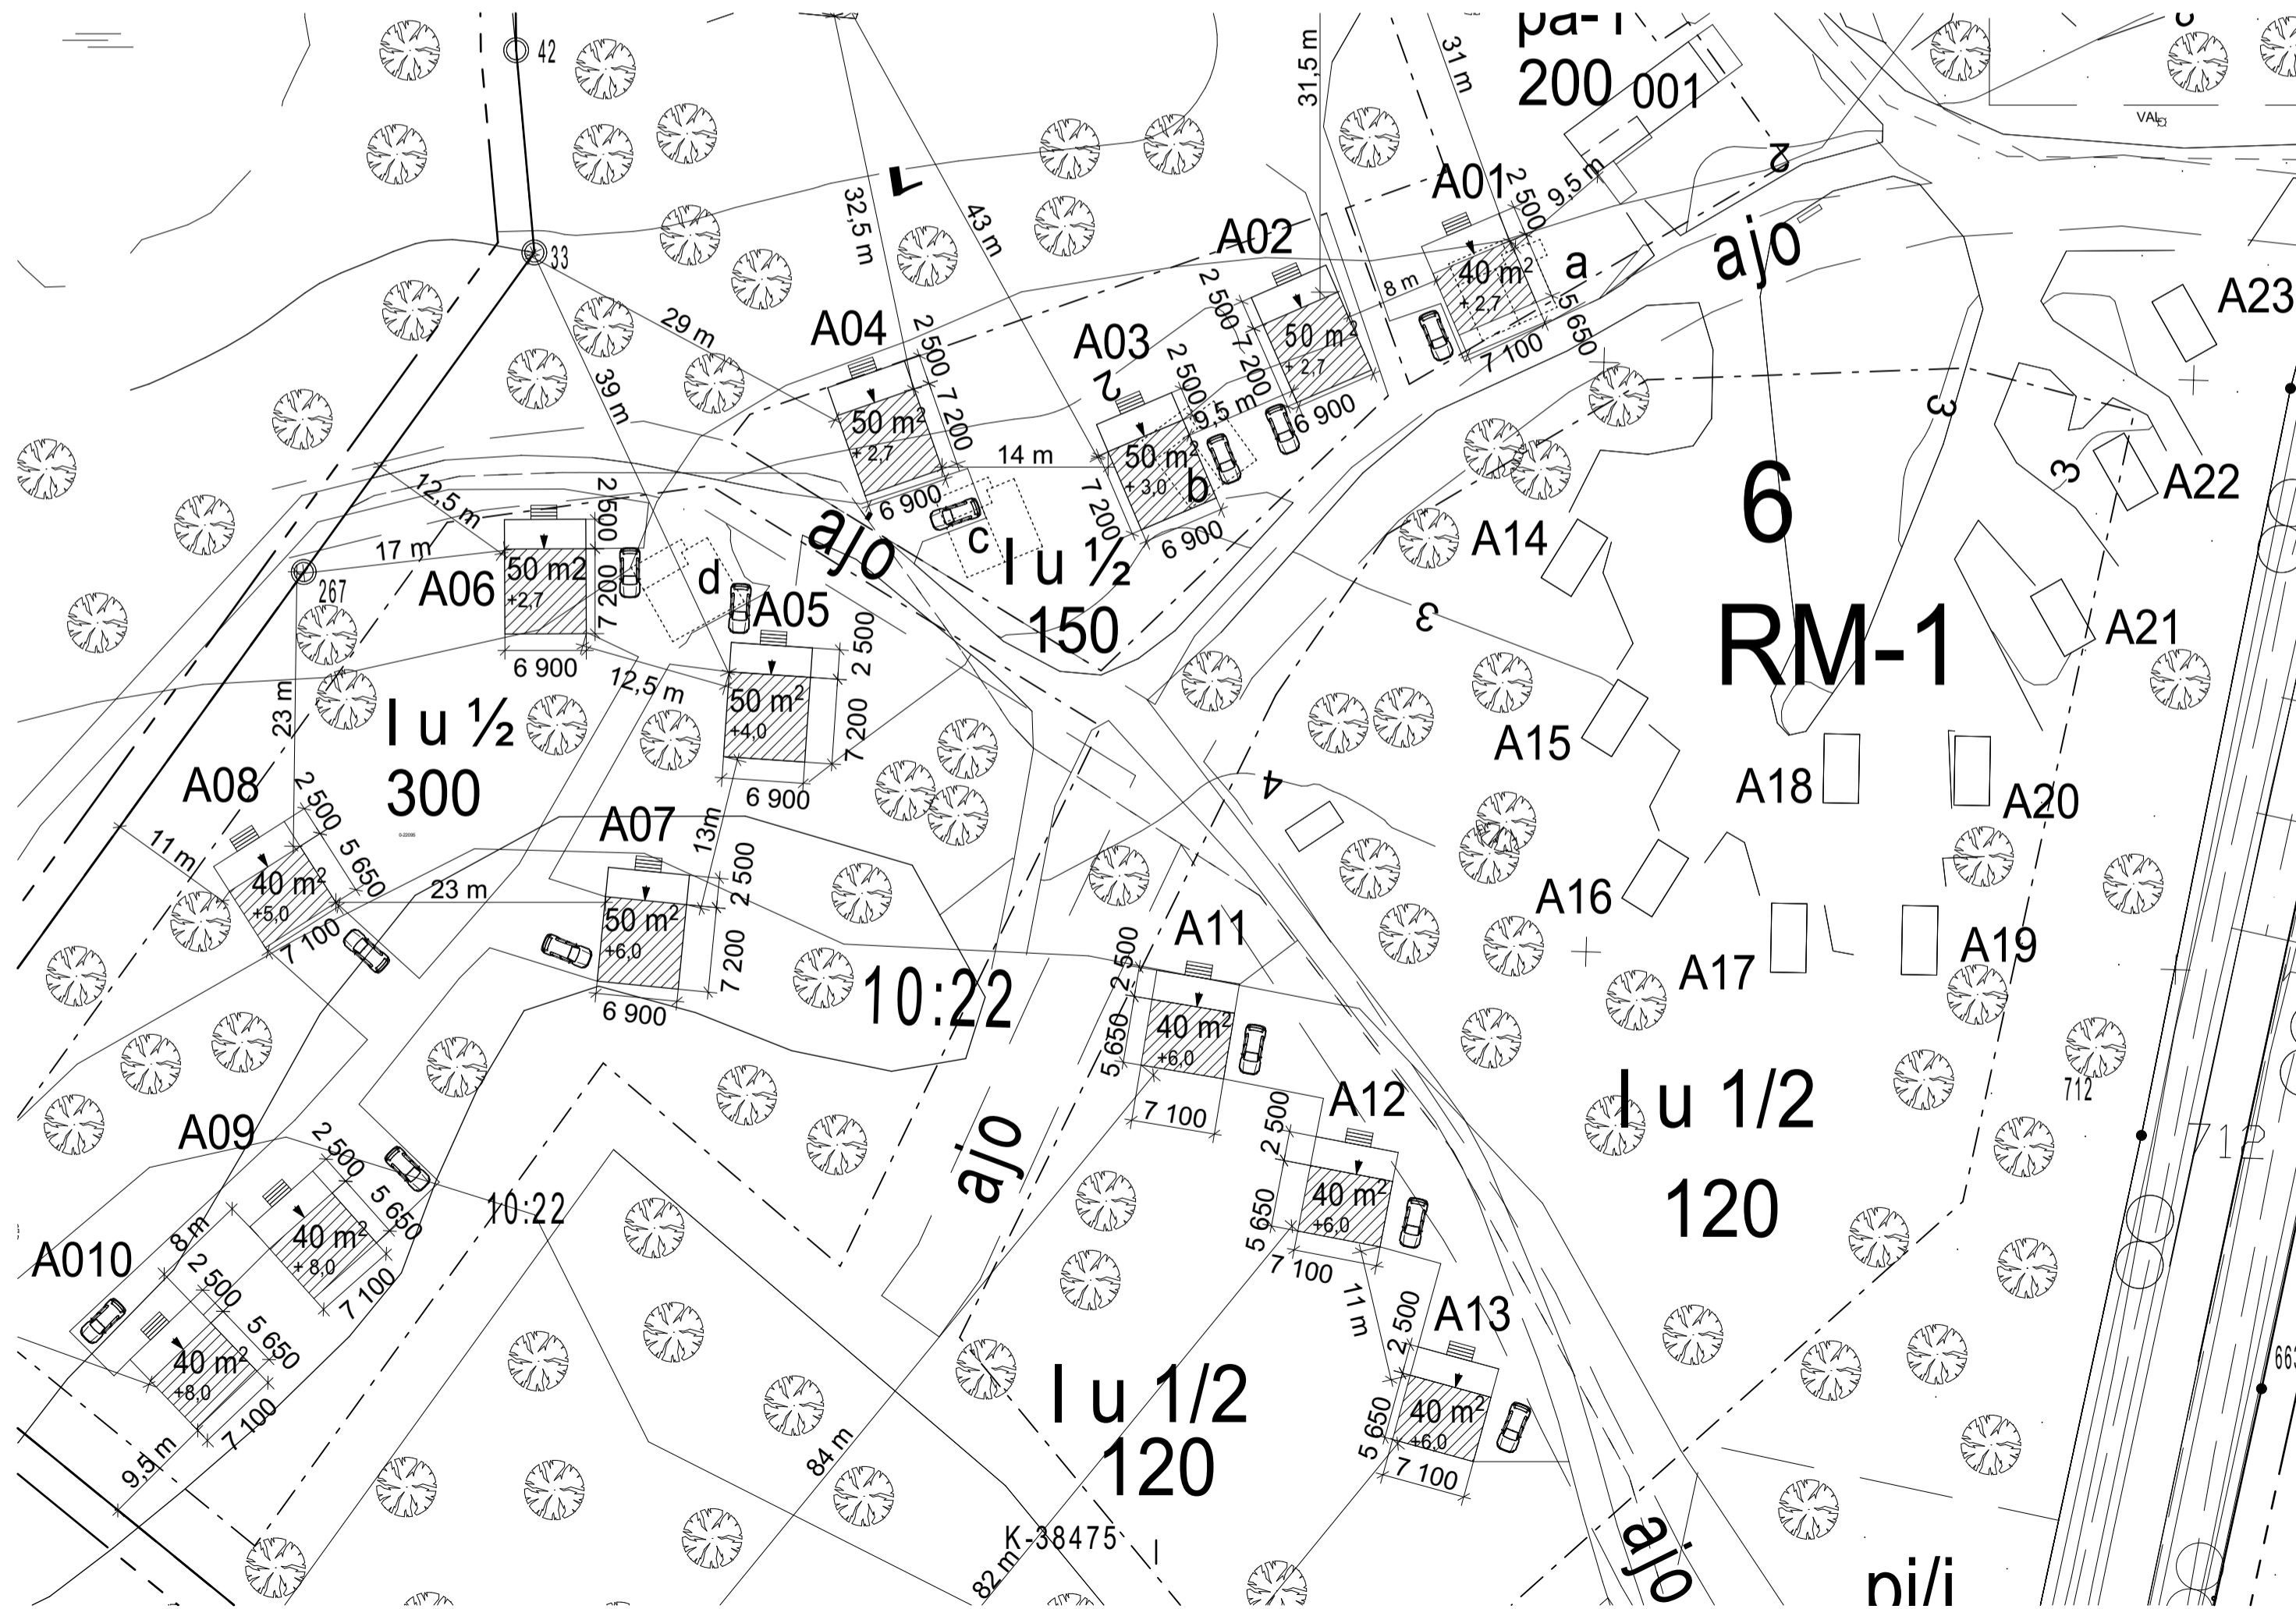 42
pa-1
200 001
31,5 m
31 m
VAL
A01
2 500
9,5 m
2
40 m²
+ 2,7
a
5 650
7 100
8 m
ajo
A23
33
32,5 m
43 m
A02
2 500
7 200
50 m²
+ 2,7
6 900
29 m
39 m
A04
2 500
7 200
50 m²
+ 2,7
6 900
A03
2
2 500
9,5 m
50 m²
+ 3,0
b
7 200
6 900
14 m
c
ajo
I u ½
150
3
3
A22
6
RM-1
A14
A21
3
12,5 m
17 m
267
A06
2 500
50 m2
+2,7
7 200
6 900
d
A05
2 500
50 m²
+4,0
7 200
6 900
12,5 m
23 m
I u ½
300
A15
4
A18
A20
A08
2 500
5 650
11 m
40 m²
+5,0
7 100
23 m
A07
13m
2 500
50 m²
+6,0
7 200
6 900
A16
A17
A19
10:22
A11
2 500
40 m²
+6,0
5 650
7 100
I u 1/2
120
712
712
A12
2 500
40 m²
+6,0
5 650
7 100
11 m
ajo
A09
2 500
5 650
40 m²
+ 8,0
7 100
10:22
A010
8 m
2 500
5 650
40 m²
+8,0
7 100
9,5 m
A13
2 500
40 m²
+6,0
5 650
7 100
I u 1/2
120
84 m
K-38475
82 m
ajo
pi/i